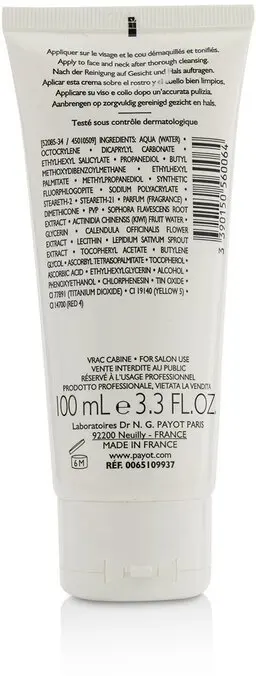 Appliquer sur le visage et le cou démaquillés et tonifiés.
Apply to face and neck after thorough cleansing.
Nach der Reinigung auf Gesicht und Hals auftragen.
Aplicar esta crema sobre el rostro y el cuello bien limpios.
Applicare su viso e collo dopo un'accurata pulizia.
Aanbrengen op zorgvuldig gereinigd gezicht en hals.
Testé sous contrôle dermatologique
[52085-34 / 45010509] INGREDIENTS: AQUA (WATER) •
OCTOCRYLENE • DICAPRYL CARBONATE •
ETHYLHEXYL SALICYLATE • PROPANEDIOL • BUTYL
METHOXYDIBENZOYLMETHANE • ETHYLHEXYL
PALMITATE • METHYLPROPANEDIOL • SYNTHETIC
FLUORPHLOGOPITE • SODIUM POLYACRYLATE •
STEARETH-2 • STEARETH-21 • PARFUM (FRAGRANCE) •
DIMETHICONE • PVP • SOPHORA FLAVESCENS ROOT
EXTRACT • ACTINIDIA CHINENSIS (KIWI) FRUIT WATER •
GLYCERIN • CALENDULA OFFICINALIS FLOWER
EXTRACT • LECITHIN • LEPIDIUM SATIVUM SPROUT
EXTRACT • TOCOPHERYL ACETATE • BUTYLENE
GLYCOL • ASCORBYL TETRAISOPALMITATE • TOCOPHEROL •
ASCORBIC ACID • ETHYLHEXYLGLYCERIN • ALCOHOL •
PHENOXYETHANOL • CHLORPHENESIN • TIN OXIDE •
CI 77891 (TITANIUM DIOXIDE) • CI 19140 (YELLOW 5) •
CI 14700 (RED 4)
3 390150 560064
VRAC CABINE • FOR SALON USE
VENTE INTERDITE AU PUBLIC
RÉSERVÉ À L'USAGE PROFESSIONNEL
PRODOTTO PROFESSIONALE, VIETATA LA VENDITA
100 mL e 3.3 FL.OZ
Laboratoires Dr N. G. PAYOT PARIS
92200 Neuilly - FRANCE
MADE IN FRANCE
www.payot.com
RÉF. 0065109937
6 M